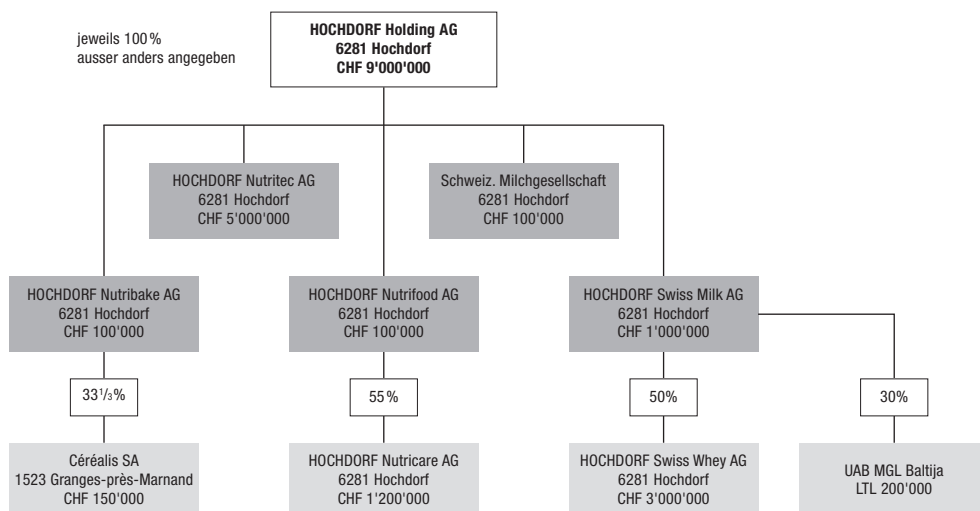 jeweils 100%
ausser anders angegeben
HOCHDORF Holding AG
6281 Hochdorf
CHF 9'000'000
HOCHDORF Nutritec AG
6281 Hochdorf
CHF 5'000'000
Schweiz. Milchgesellschaft
6281 Hochdorf
CHF 100'000
HOCHDORF Nutribake AG
6281 Hochdorf
CHF 100'000
HOCHDORF Nutrifood AG
6281 Hochdorf
CHF 100'000
HOCHDORF Swiss Milk AG
6281 Hochdorf
CHF 1'000'000
33 1/3%
55%
50%
30%
Céréalis SA
1523 Granges-près-Marnand
CHF 150'000
HOCHDORF Nutricare AG
6281 Hochdorf
CHF 1'200'000
HOCHDORF Swiss Whey AG
6281 Hochdorf
CHF 3'000'000
UAB MGL Baltija
LTL 200'000